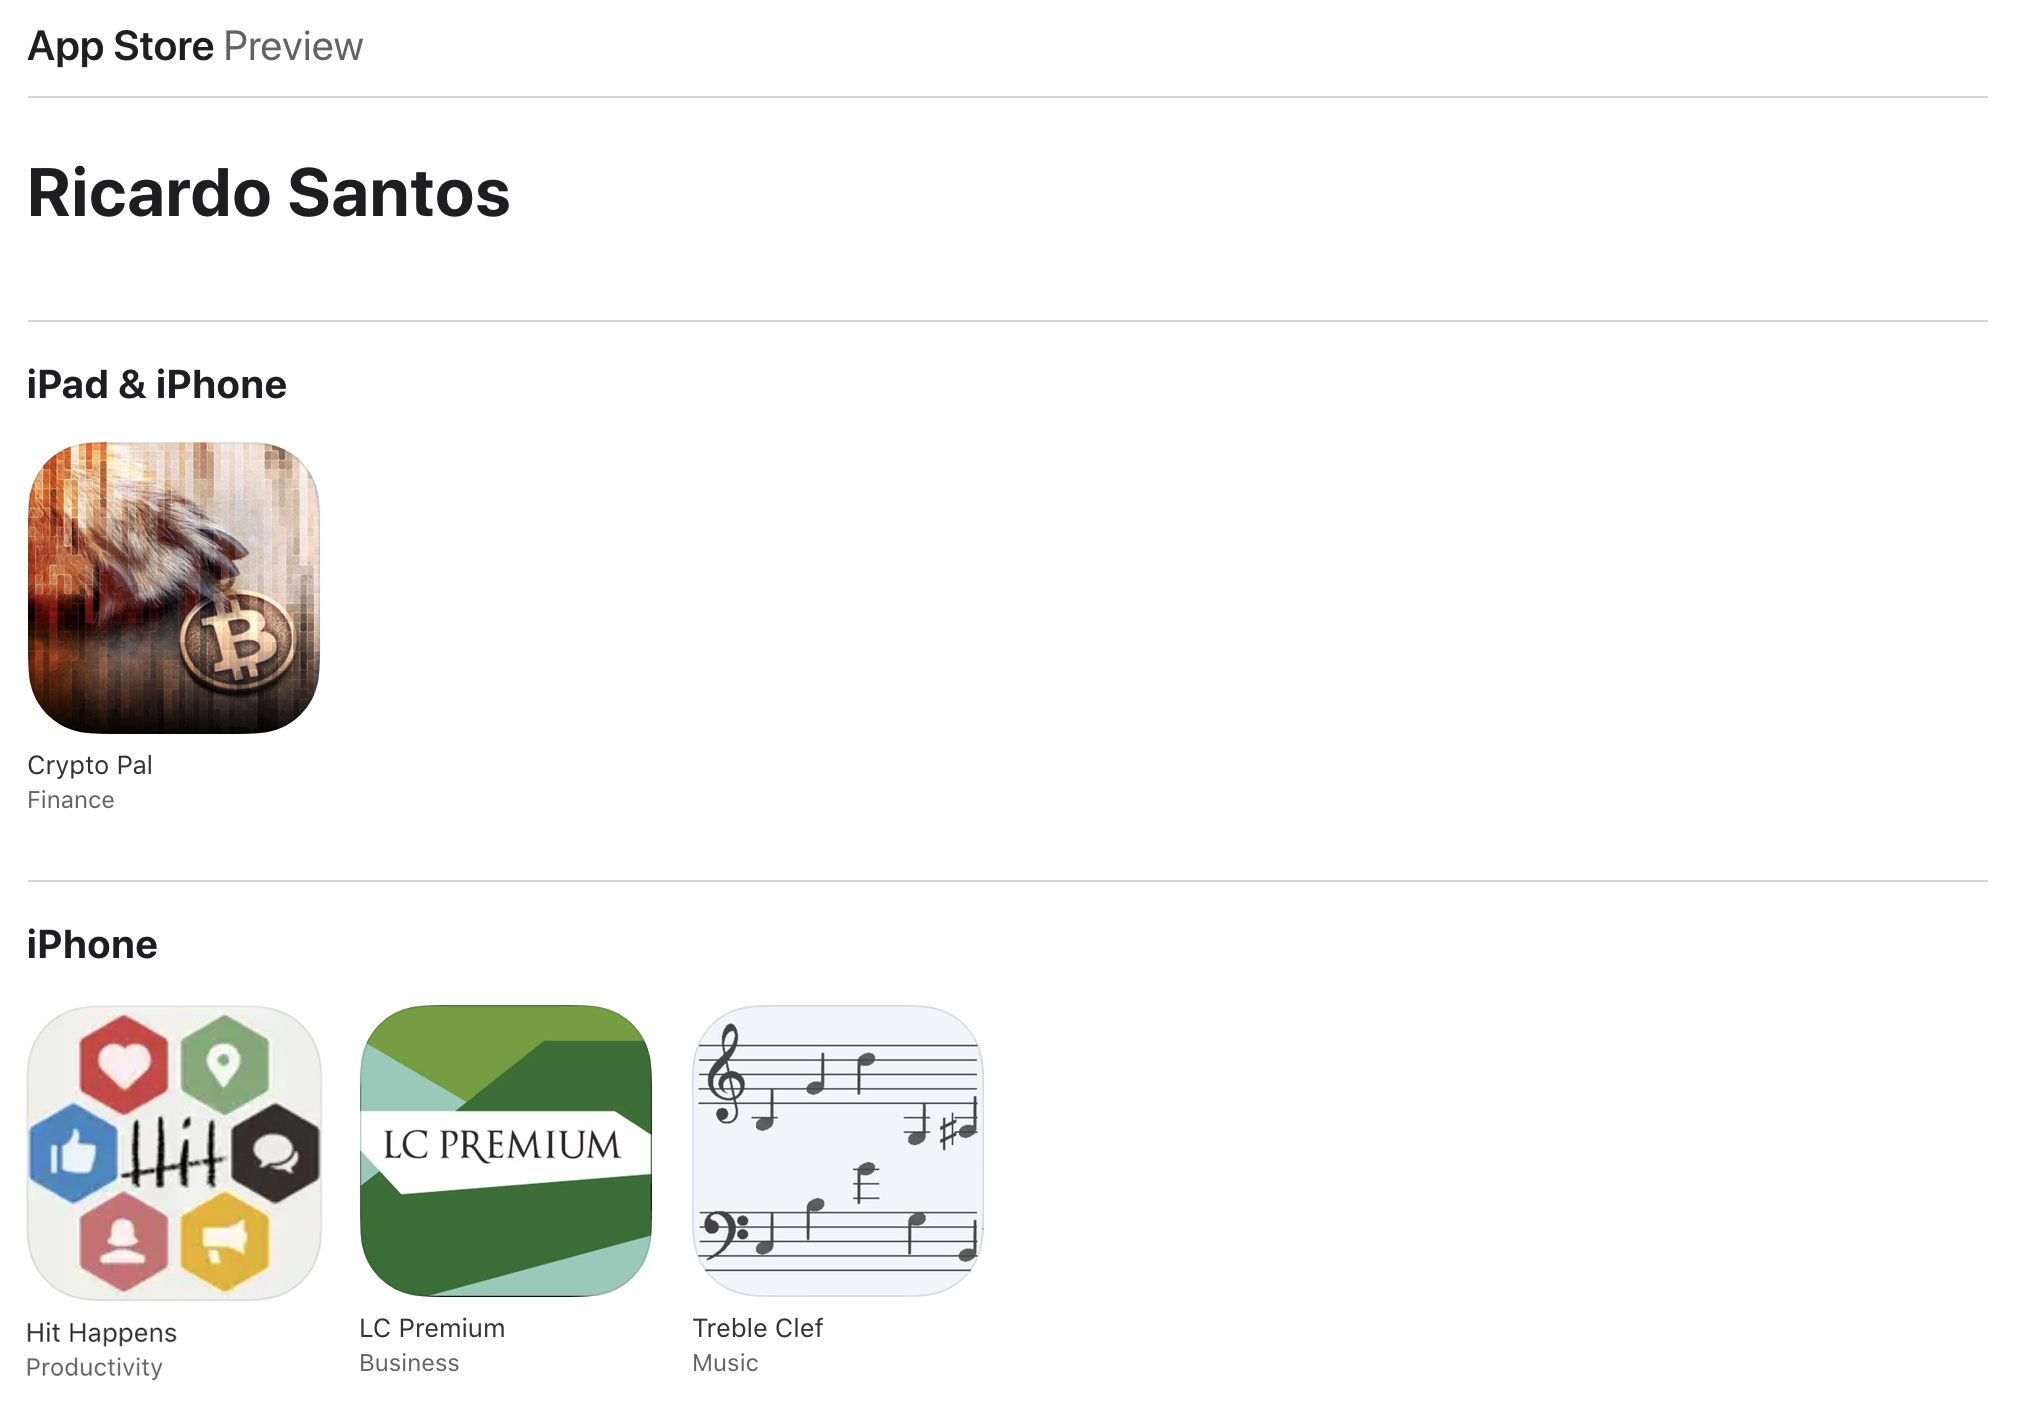 App Store Preview
Ricardo Santos
iPad & iPhone
B
Crypto Pal
Finance
iPhone
Hit
LC PREMIUM
Hit Happens
Productivity
LC Premium
Business
Treble Clef
Music